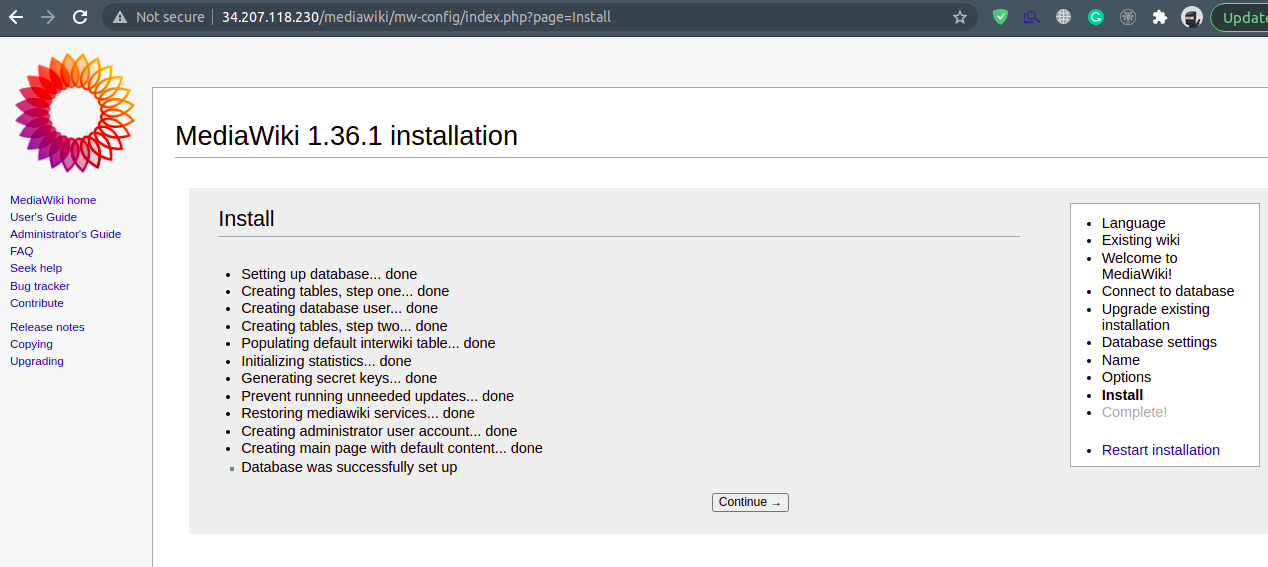 Not secure | 34.207.118.230/mediawiki/mw-config/index.php?page=Install
Update
MediaWiki home
User's Guide
Administrator's Guide
FAQ
Seek help
Bug tracker
Contribute
Release notes
Copying
Upgrading
MediaWiki 1.36.1 installation
Install
Setting up database... done
Creating tables, step one... done
Creating database user... done
Creating tables, step two... done
Populating default interwiki table... done
Initializing statistics... done
Generating secret keys... done
Prevent running unneeded updates... done
Restoring mediawiki services... done
Creating administrator user account... done
Creating main page with default content... done
Database was successfully set up
Continue →
Language
Existing wiki
Welcome to
MediaWiki!
Connect to database
Upgrade existing
installation
Database settings
Name
Options
Install
Complete!
Restart installation